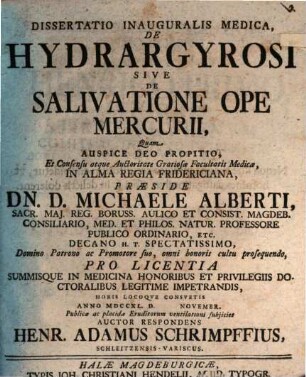 DISSERTATIO INAUGURALIS MEDICA,
DE
HYDRARGYROSI
SIVE
DE
SALIVATIONE OPE
MERCURII,
Quam
AUSPICE DEO PROPITIO,
Et Consensu atque Auctoritate Gratiosæ Facultatis Medicæ,
IN ALMA REGIA FRIDERICIANA,
PRÆSIDE
DN. D. MICHAELE ALBERTI,
SACR. MAJ. REG. BORUSS. AULICO ET CONSIST. MAGDEB.
CONSILIARIO, MED. ET PHILOS. NATUR. PROFESSORE
PUBLICO ORDINARIO, ETC.
DECANO H. T. SPECTATISSIMO,
Domino Patrono ac Promotore suo, omni honoris cultu prosequendo,
PRO LICENTIA
SUMMISQUE IN MEDICINA HONORIBUS ET PRIVILEGIIS DO-
CTORALIBUS LEGITIME IMPETRANDIS,
HORIS LOCOQVE CONSVETIS
ANNO MDCCXL. D. NOVEMBR.
Publicæ ac placidæ Eruditorum ventilationi subjiciet
AUCTOR RESPONDENS
HENR. ADAMUS SCHRIMPFFIUS,
SCHLEITZENSIS-VARISCUS.
HALÆ MAGDEBURGICÆ,
TYPIS JOH. CHRISTIANI HENDELII, TYPOGR.